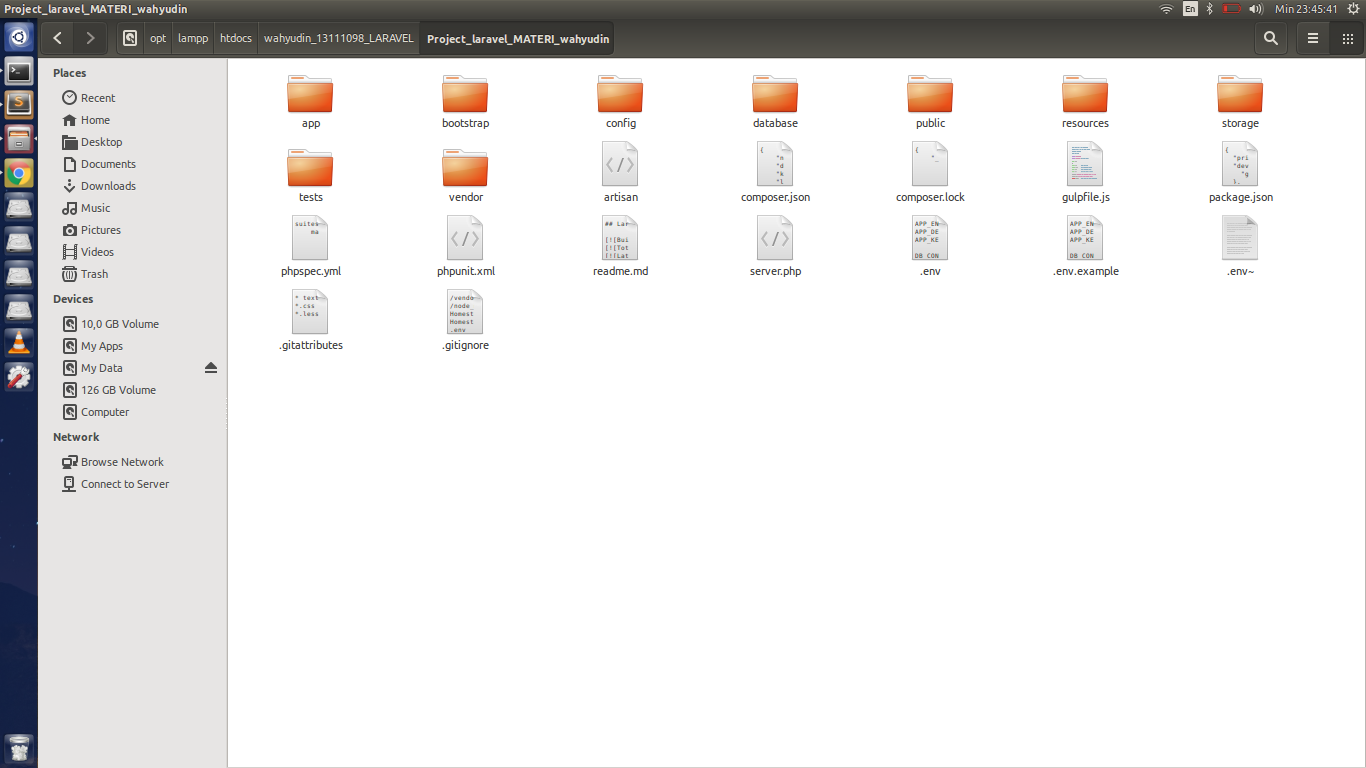 Project_laravel_MATERI_wahyudin
En
Min 23:45:41
opt lampp htdocs wahyudin_13111098_LARAVEL Project_laravel_MATERI_wahyudin
Places
Recent
Home
Desktop
Documents
Downloads
Music
Pictures
Videos
Trash
Devices
10,0 GB Volume
My Apps
My Data
126 GB Volume
Computer
Network
Browse Network
Connect to Server
app bootstrap config database public resources storage
tests vendor artisan composer.json composer.lock gulpfile.js package.json
phpspec.yml phpunit.xml readme.md server.php .env .env.example .env~
.gitattributes .gitignore